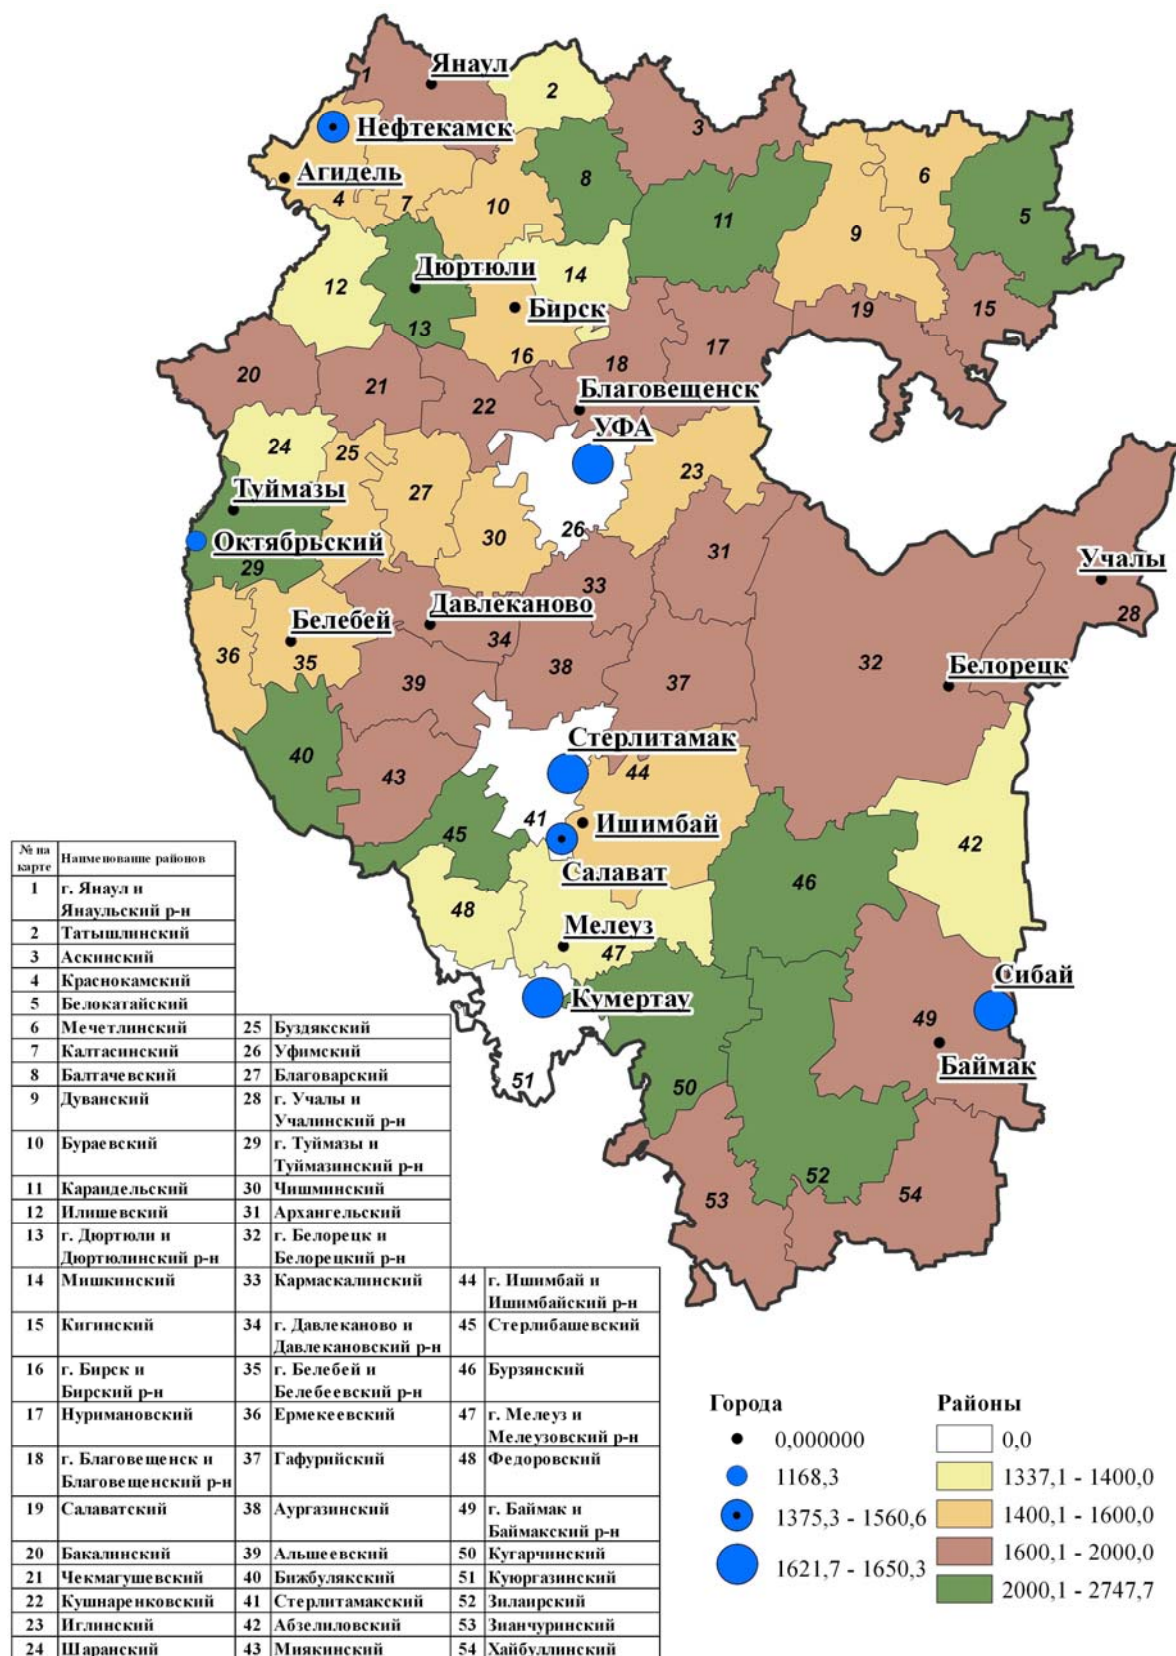 1
Янаул
2
3
Нефтекамск
Агидель
4
7
10
8
11
9
6
5
12
Дюртюли
13
14
Бирск
16
18
17
19
15
20
21
22
Благовещенск
УФА
24
25
27
23
26
30
31
Туймазы
Октябрьский
29
33
Учалы
28
Давлеканово
34
Белебей
35
36
38
37
32
Белорецк
39
Стерлитамак
44
40
43
41
Ишимбай
45
Салават
42
46
48
Мелеуз
47
Сибай
Кумертау
49
Баймак
51
50
52
53
54
№ на карте Наименование районов
1 г. Янаул и
Янаульский р-н
2 Татышлинский
3 Аскинский
4 Краснокамский
5 Белокатайский
6 Мечетлинский 25 Буздякский
7 Калтасинский 26 Уфимский
8 Балтачевский 27 Благоварский
9 Дуванский 28 г. Учалы и
Учалинский р-н
10 Бураевский 29 г. Туймазы и
Туймазинский р-н
11 Караидельский 30 Чишминский
12 Илишевский 31 Архангельский
13 г. Дюртюли и 32 г. Белорецк и
Дюртюлинский р-н Белорецкий р-н
14 Мишкинский 33 Кармаскалинский 44 г. Ишимбай и
Ишимбайский р-н
15 Кигинский 34 г. Давлеканово и 45 Стерлибашевский
Давлекановский р-н
16 г. Бирск и 35 г. Белебей и 46 Бурзянский
Бирский р-н Белебеевский р-н
17 Нуримановский 36 Ермекеевский 47 г. Мелеуз и
Мелеузовский р-н
18 г. Благовещенск и 37 Гафурийский 48 Федоровский
Благовещенский р-н
19 Салаватский 38 Аургазинский 49 г. Баймак и
Баймакский р-н
20 Бакалинский 39 Альшеевский 50 Кугарчинский
21 Чекмагушевский 40 Бижбулякский 51 Куюргазинский
22 Кушнаренковский 41 Стерлитамакский 52 Зилаирский
23 Иглинский 42 Абзелиловский 53 Зианчуринский
24 Шаранский 43 Миякинский 54 Хайбуллинский
Города
0,000000
1168,3
1375,3 - 1560,6
1621,7 - 1650,3
Районы
0,0
1337,1 - 1400,0
1400,1 - 1600,0
1600,1 - 2000,0
2000,1 - 2747,7